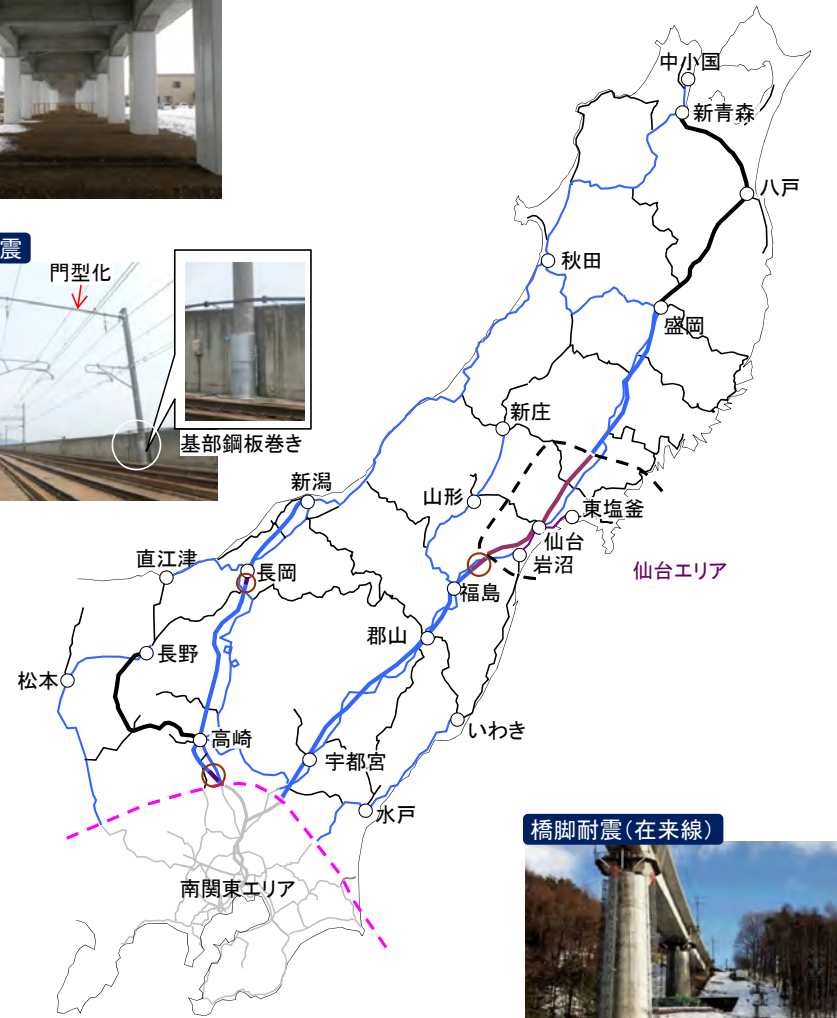 中小国
新青森
八戸
震
門型化
秋田
盛岡
基部鋼板巻き
新庄
新潟
山形
東塩釜
仙台
岩沼
仙台エリア
直江津
長岡
福島
郡山
長野
松本
いわき
高崎
宇都宮
水戸
橋脚耐震(在来線)
南関東エリア